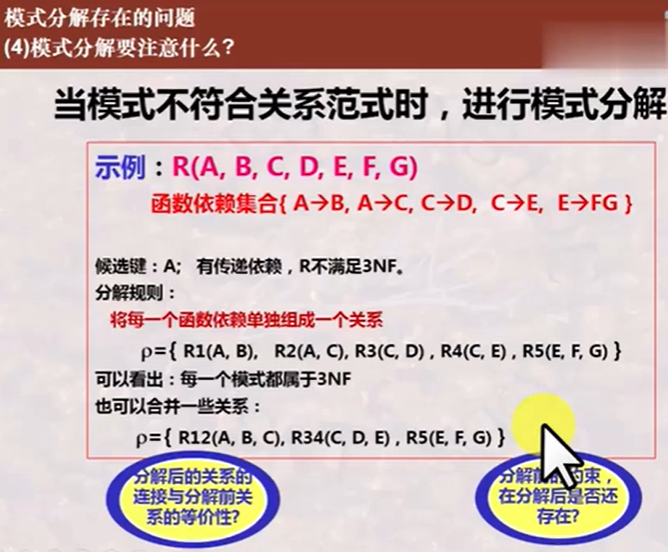 模式分解存在的问题
(4)模式分解要注意什么?
当模式不符合关系范式时，进行模式分解
示例：R(A, B, C, D, E, F, G)
函数依赖集合{ A→B, A→C, C→D, C→E, E→FG }
候选键：A; 有传递依赖，R不满足3NF。
分解规则：
将每一个函数依赖单独组成一个关系
ρ={ R1(A, B), R2(A, C), R3(C, D) , R4(C, E) , R5(E, F, G) }
可以看出：每一个模式都属于3NF
也可以合并一些关系：
ρ={ R12(A, B, C), R34(C, D, E) , R5(E, F, G) }
分解后的关系的
连接与分解前关
系的等价性?
分解前的约束，
在分解后是否还
存在?